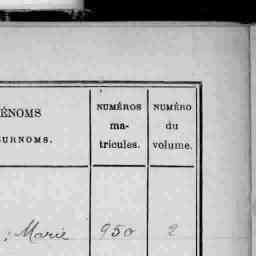 ÉNOMS
URNOMS.
NUMÉROS
ma-
tricules.
NUMÉRO
du
volume.
; Marie 950 2